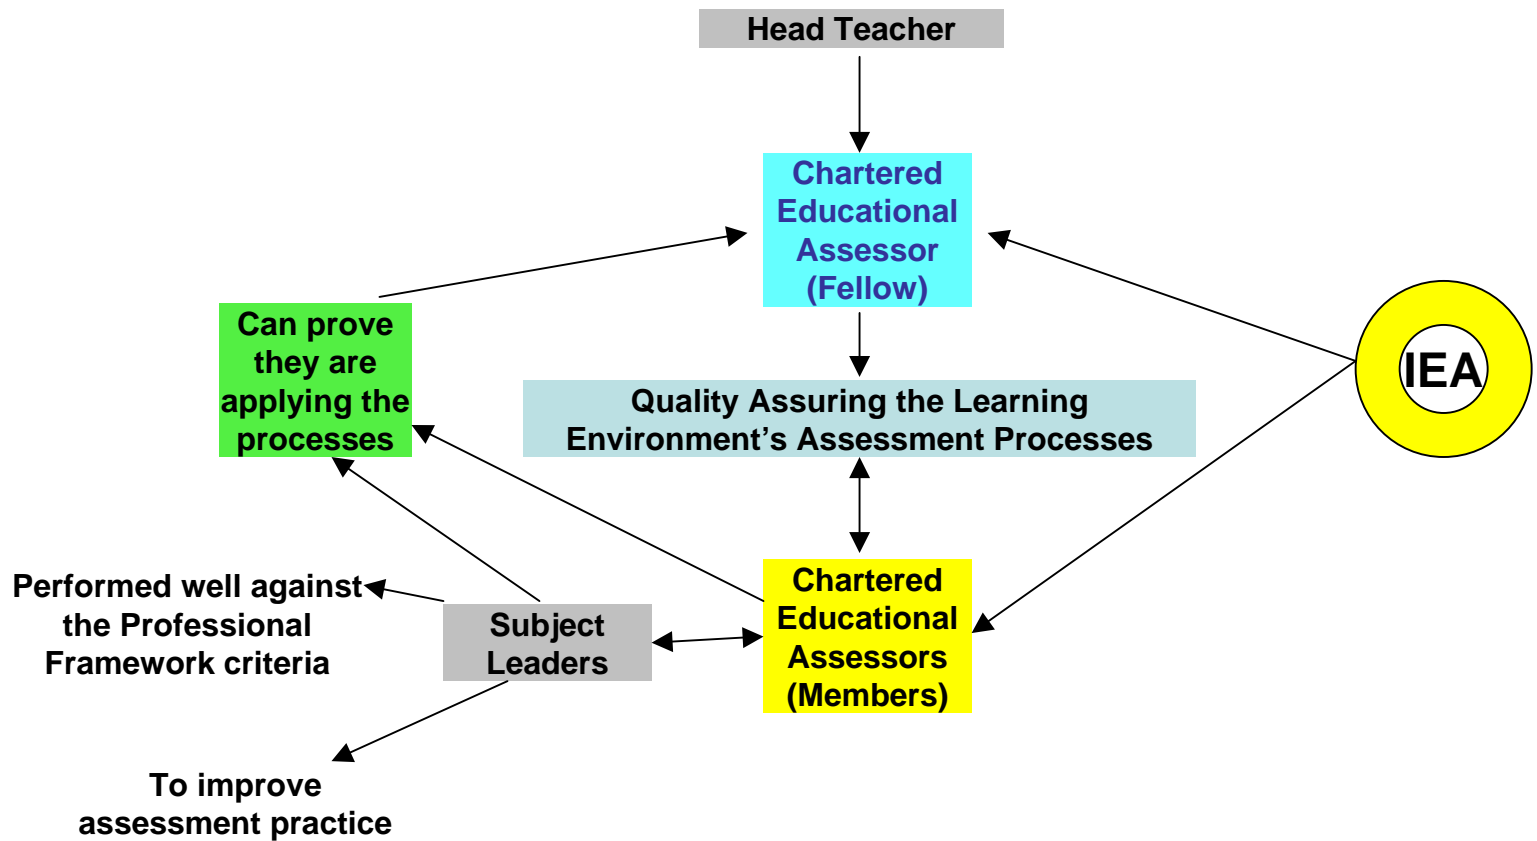 Head Teacher
Chartered
Educational
Assessor
(Fellow)
Can prove
they are
applying the
processes
IEA
Quality Assuring the Learning
Environment’s Assessment Processes
Performed well against
the Professional
Framework criteria
Subject
Leaders
Chartered
Educational
Assessors
(Members)
To improve
assessment practice